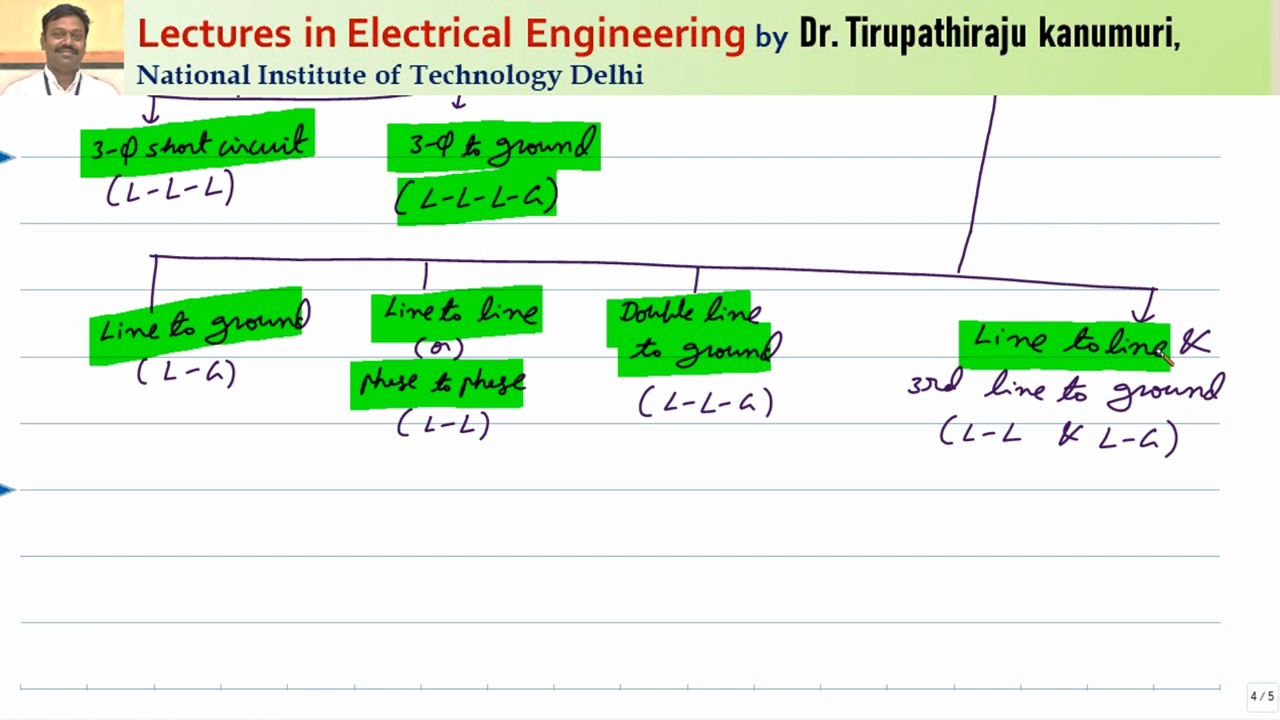 Lectures in Electrical Engineering by Dr. Tirupathiraju kanumuri,
National Institute of Technology Delhi
3-φ short circuit
(L-L-L)
3-φ to ground
(L-L-L-G)
Line to ground
(L-G)
Line to line
(or)
phese to phese
(L-L)
Double line
to ground
(L-L-G)
Line to line &
3rd line to ground
(L-L & L-G)
4/5